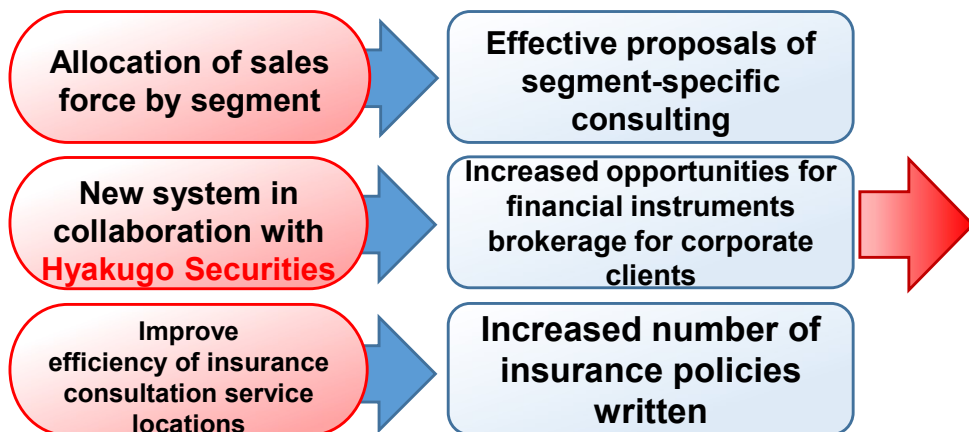 Allocation of sales
force by segment
Effective proposals of
segment-specific
consulting
New system in
collaboration with
Hyakugo Securities
Increased opportunities for
financial instruments
brokerage for corporate
clients
Improve
efficiency of insurance
consultation service
locations
Increased number of
insurance policies
written